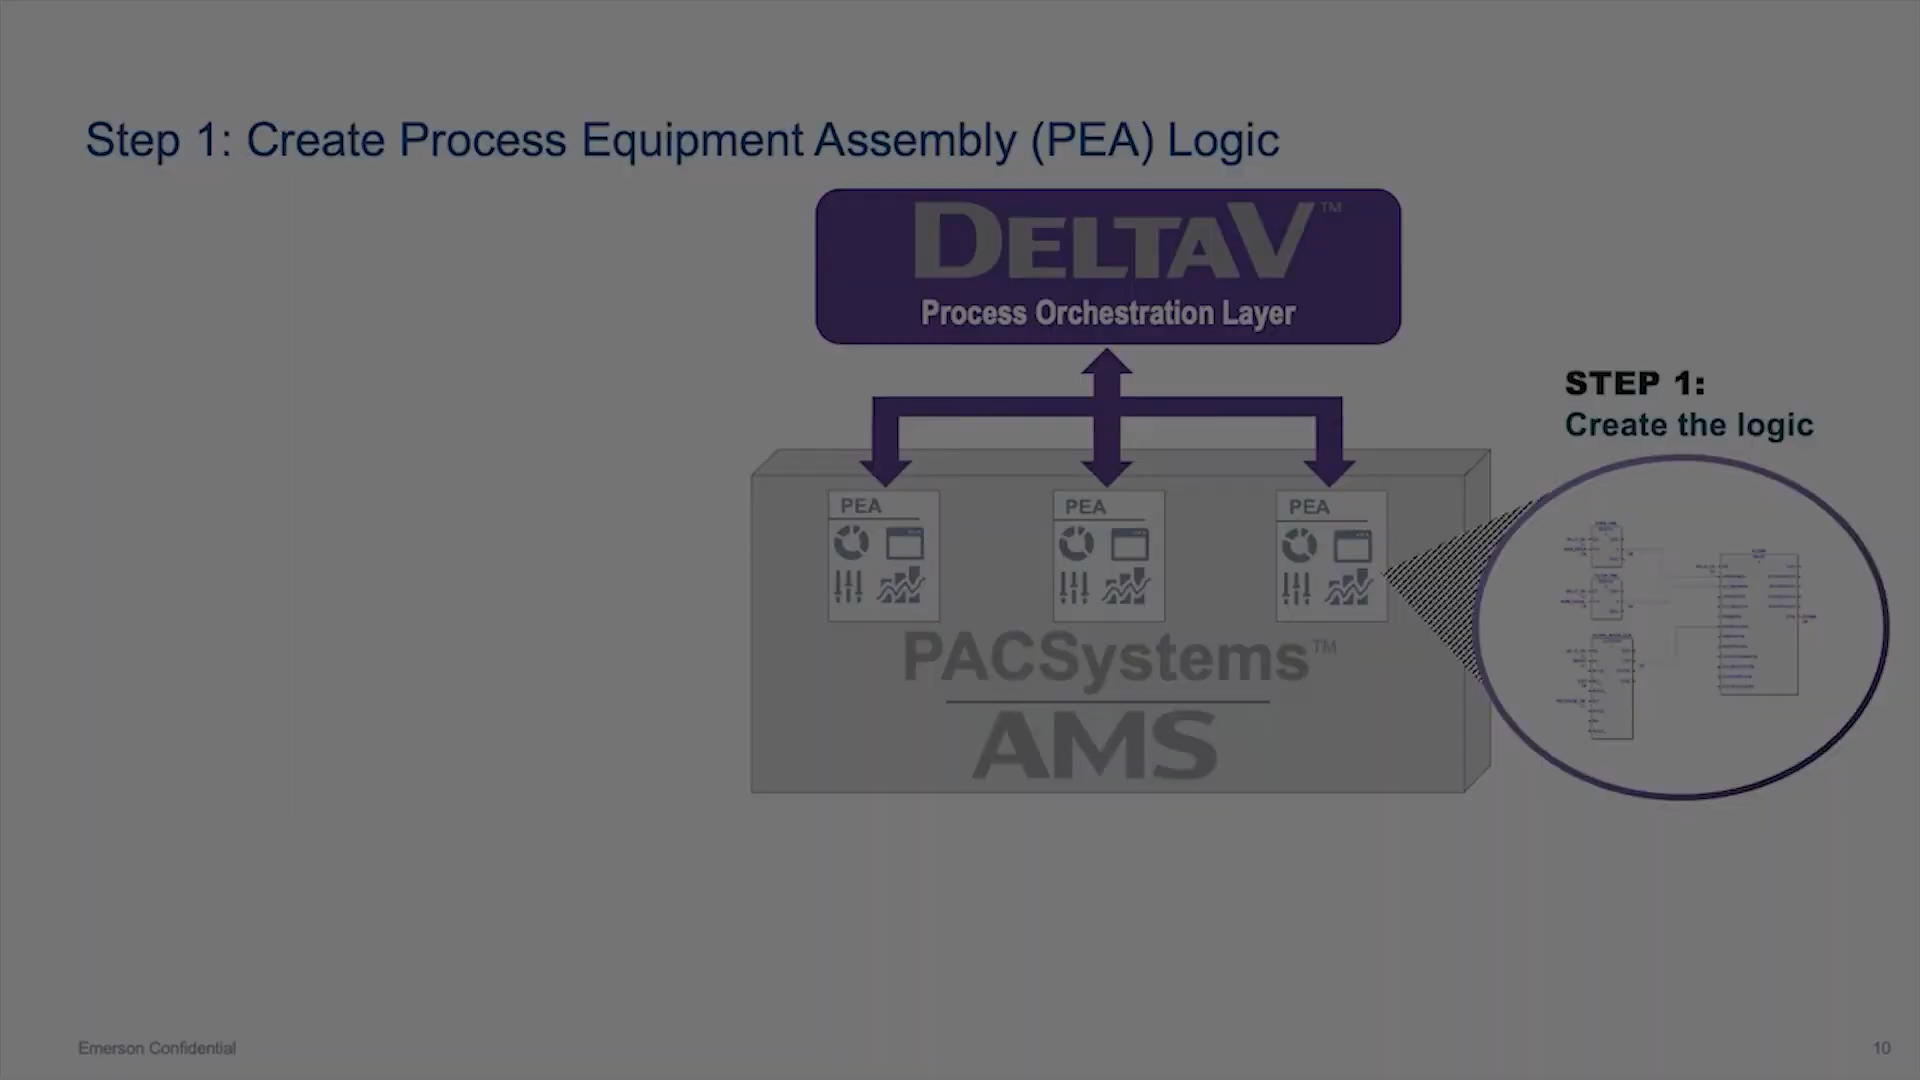 Step 1: Create Process Equipment Assembly (PEA) Logic
DELTAV™
Process Orchestration Layer
STEP 1:
Create the logic
PEA
PEA
PEA
PACSystems™
AMS
Emerson Confidential
10